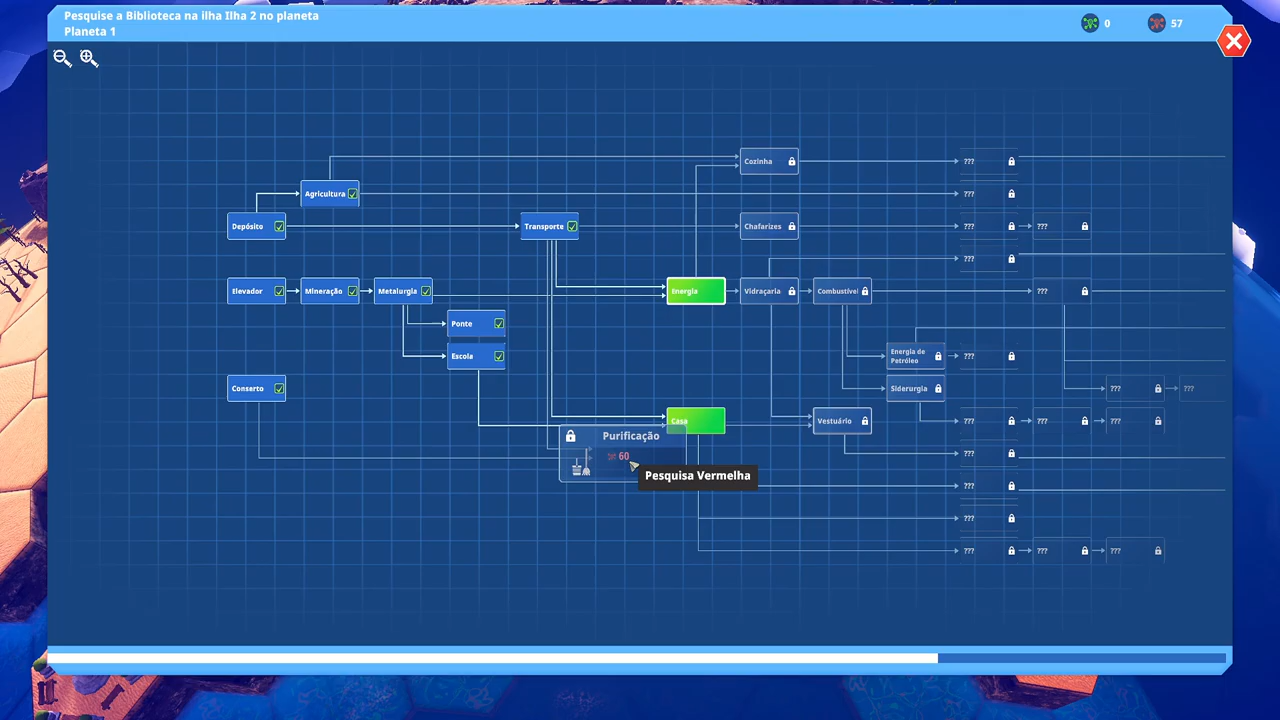 Pesquise a Biblioteca na ilha Ilha 2 no planeta
Planeta 1
0
57
Cozinha
???
Agricultura
???
Depósito
Transporte
Chafarizes
???
???
???
Elevador
Mineração
Metalurgia
Energia
Vidraçaria
Combustível
???
Ponte
Escola
Energia de
Petróleo
???
Conserto
Siderurgia
???
???
Casa
Vestuário
???
???
???
Purificação
60
???
Pesquisa Vermelha
???
???
???
???
???